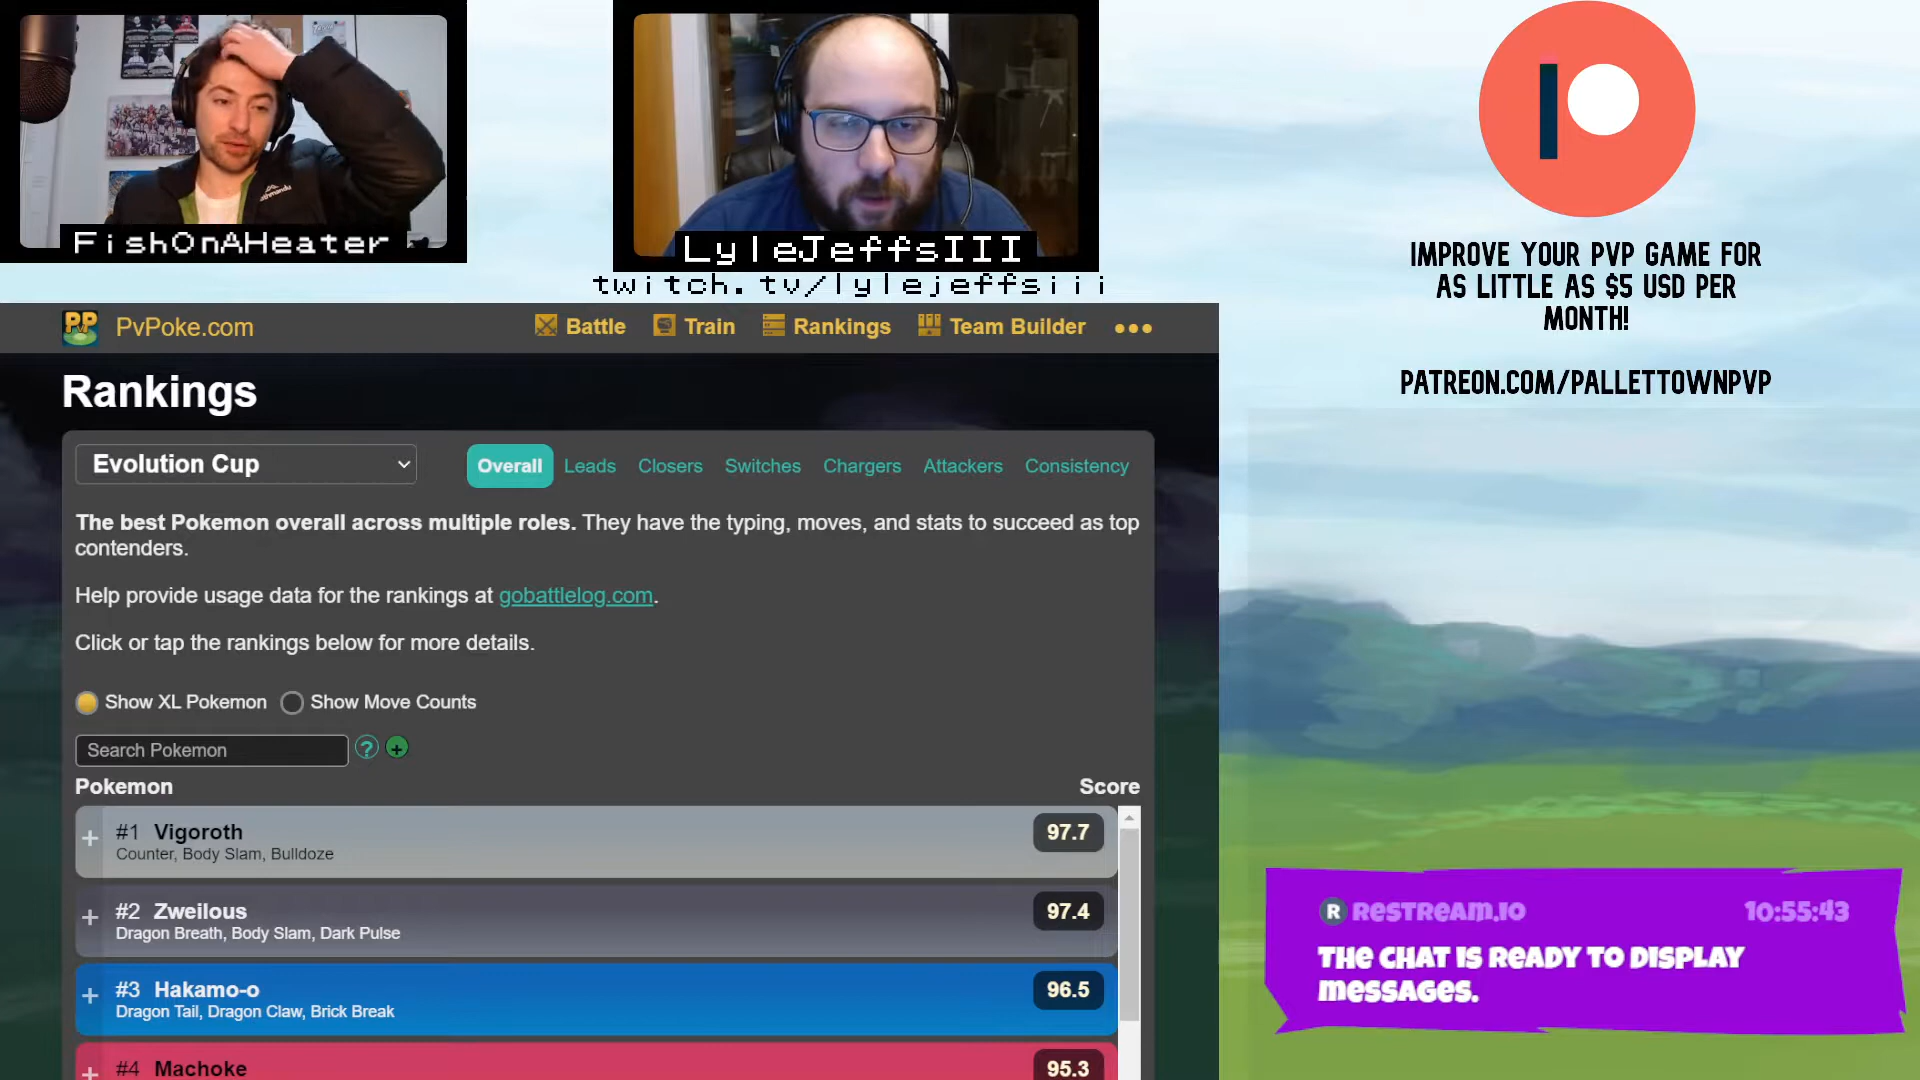 FishOnAHeater
LyleJeffsIII
twitch.tv/lylejeffsiii
IMPROVE YOUR PVP GAME FOR
AS LITTLE AS $5 USD PER
MONTH!
PATREON.COM/PALLETTOWNPVP
PvPoke.com
Battle
Train
Rankings
Team Builder
Rankings
Evolution Cup
Overall
Leads
Closers
Switches
Chargers
Attackers
Consistency
The best Pokemon overall across multiple roles. They have the typing, moves, and stats to succeed as top
contenders.
Help provide usage data for the rankings at gobattlelog.com.
Click or tap the rankings below for more details.
Show XL Pokemon
Show Move Counts
Search Pokemon
?
+
Pokemon
Score
+ #1 Vigoroth 97.7
Counter, Body Slam, Bulldoze
+ #2 Zweilous 97.4
Dragon Breath, Body Slam, Dark Pulse
+ #3 Hakamo-o 96.5
Dragon Tail, Dragon Claw, Brick Break
+ #4 Machoke 95.3
R RESTREAM.IO 10:55:43
THE CHAT IS READY TO DISPLAY
MESSAGES.